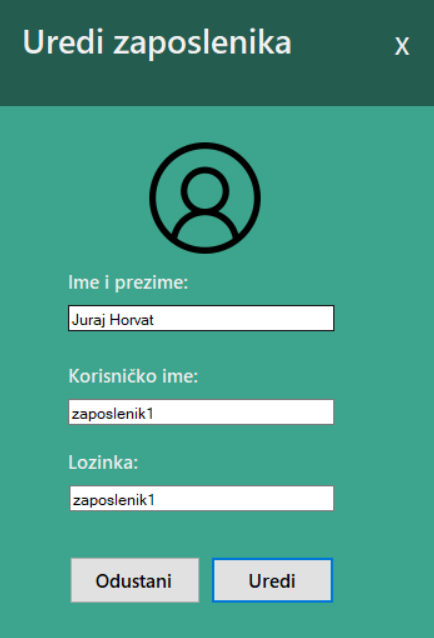 Uredi zaposlenika
X
Ime i prezime:
Juraj Horvat
Korisničko ime:
zaposlenik1
Lozinka:
zaposlenik1
Odustani
Uredi